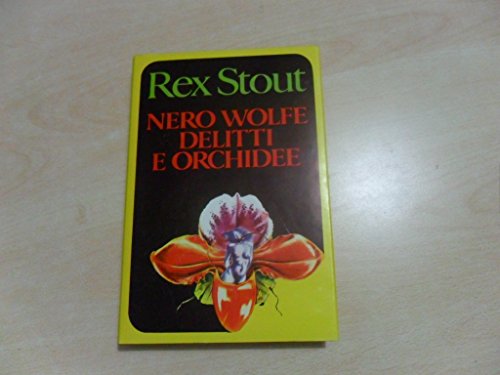 Rex Stout
NERO WOLFE
DELITTI
E ORCHIDEE